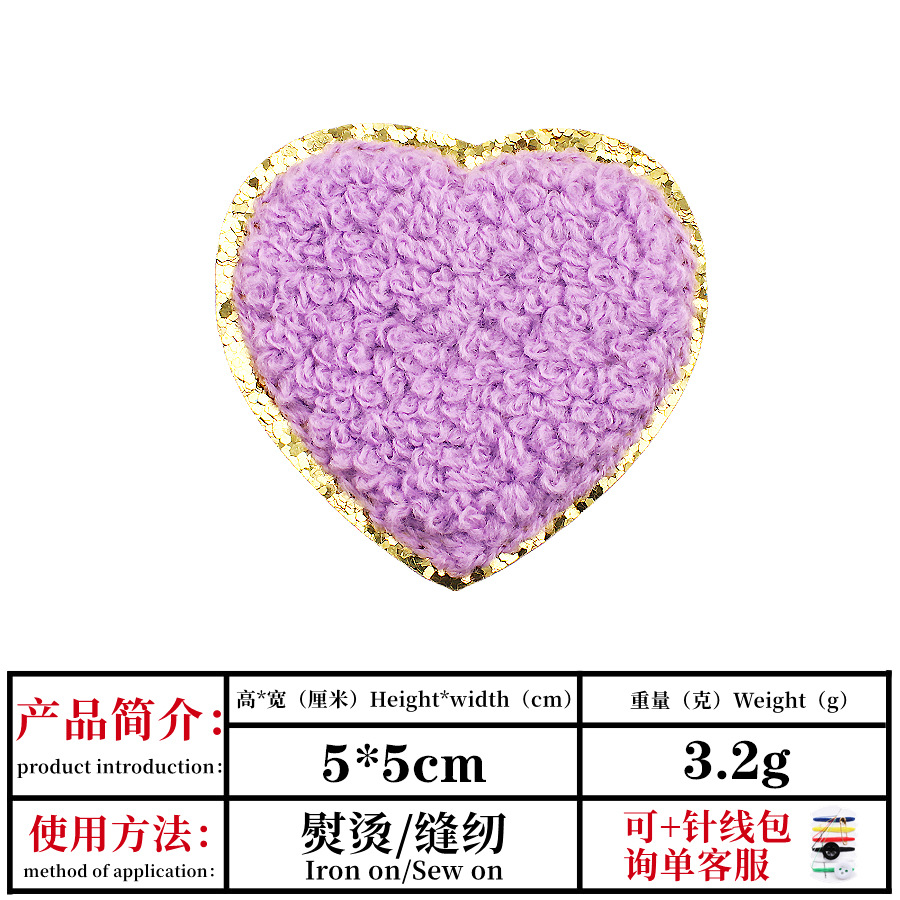 产品简介：
product introduction：
高*宽（厘米）Height*width（cm）
重量（克）Weight（g）
5*5cm
3.2g
使用方法：
method of application：
熨烫/缝纫
Iron on/Sew on
可+针线包
询单客服